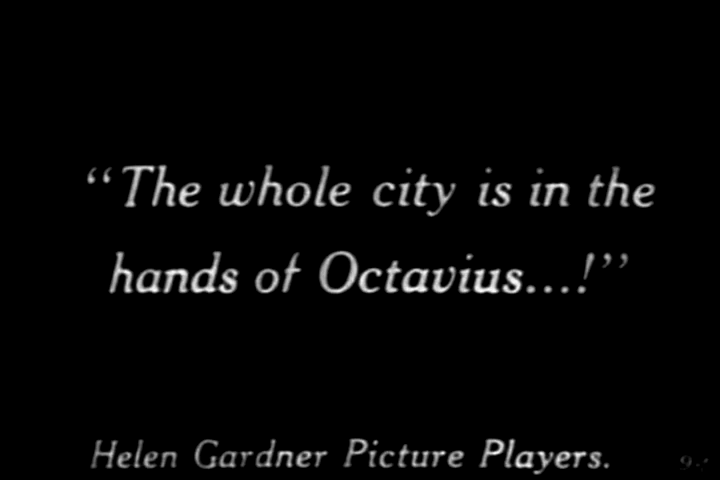 “The whole city is in the
hands of Octavius...!”
Helen Gardner Picture Players.